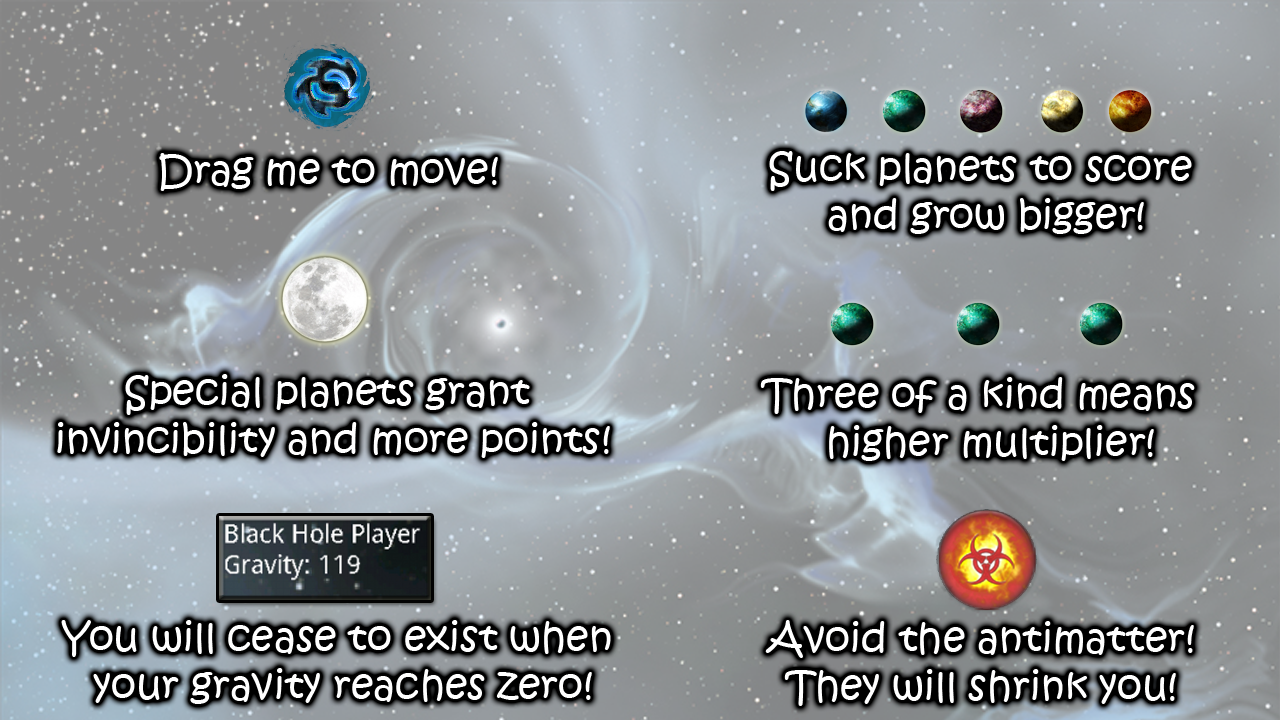 Drag me to move!
Suck planets to score
and grow bigger!
Special planets grant
invincibility and more points!
Three of a kind means
higher multiplier!
Black Hole Player
Gravity: 119
You will cease to exist when
your gravity reaches zero!
Avoid the antimatter!
They will shrink you!